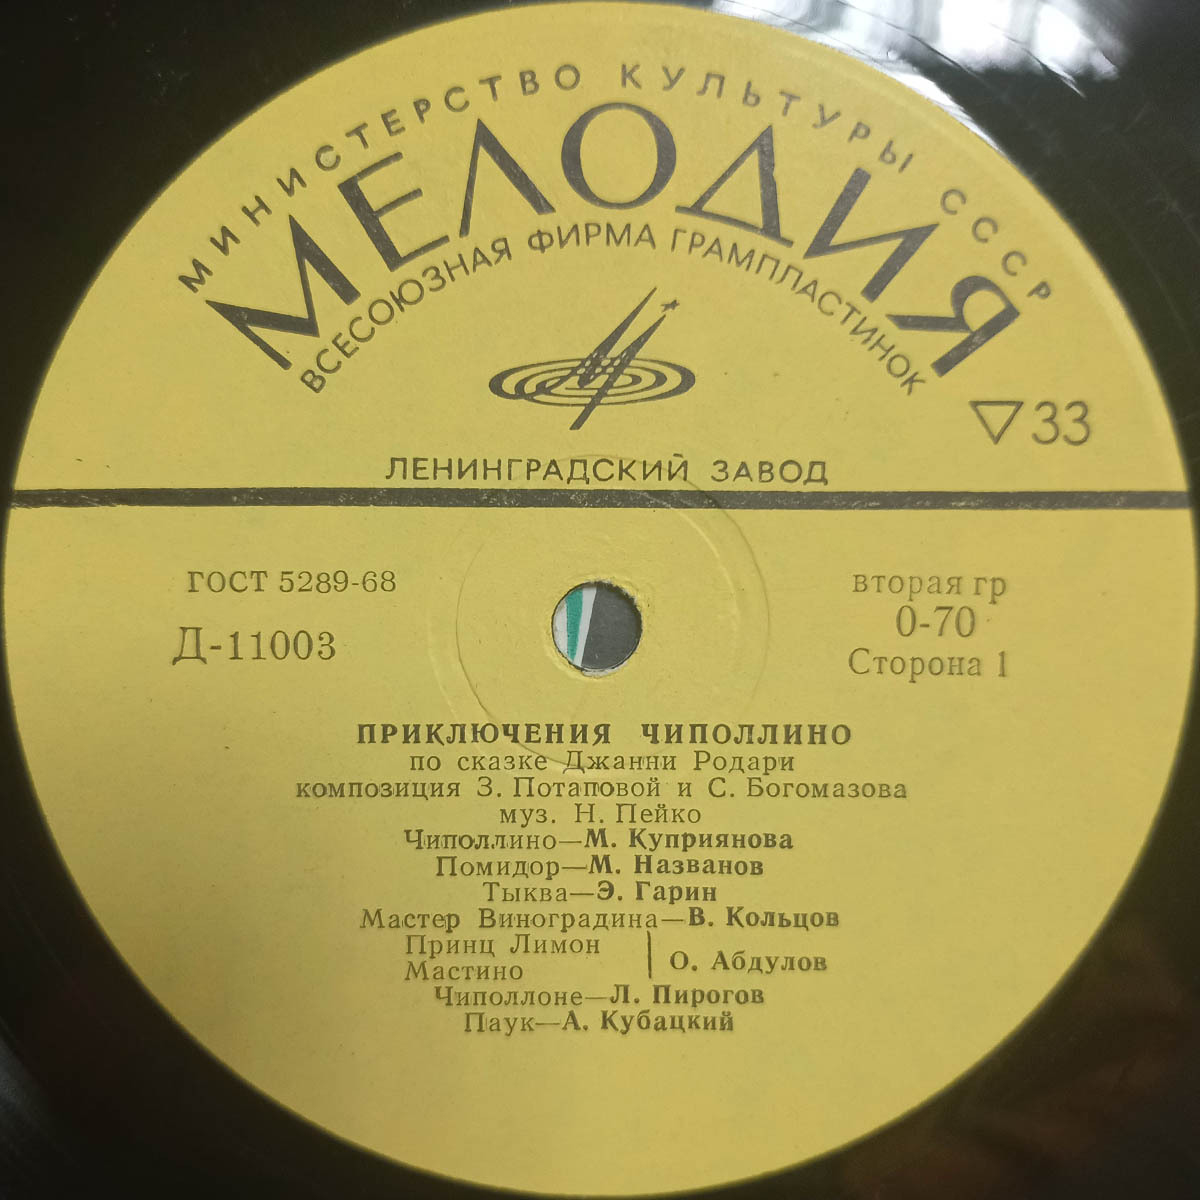 МИНИСТЕРСТВО КУЛЬТУРЫ СССР
МЕЛОДИЯ
ВСЕСОЮЗНАЯ ФИРМА ГРАМПЛАСТИНОК
33
ЛЕНИНГРАДСКИЙ ЗАВОД
ГОСТ 5289-68
Д-11003
вторая гр
0-70
Сторона 1
ПРИКЛЮЧЕНИЯ ЧИПОЛЛИНО
по сказке Джанни Родари
композиция З. Потаповой и С. Богомазова
муз. Н. Пейко
Чиполлино—М. Куприянова
Помидор—М. Названов
Тыква—Э. Гарин
Мастер Виноградина—В. Кольцов
Принц Лимон
Мастино
О. Абдулов
Чиполлоне—Л. Пирогов
Паук—А. Кубацкий